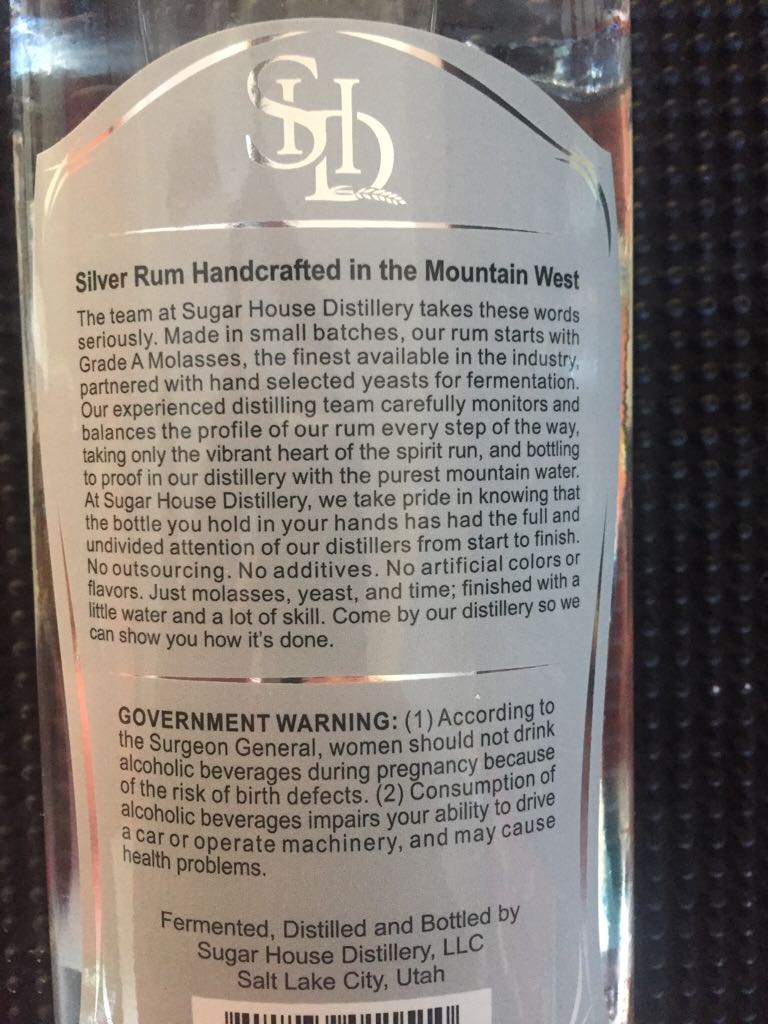 SHD
Silver Rum Handcrafted in the Mountain West
The team at Sugar House Distillery takes these words
seriously. Made in small batches, our rum starts with
Grade A Molasses, the finest available in the industry,
partnered with hand selected yeasts for fermentation.
Our experienced distilling team carefully monitors and
balances the profile of our rum every step of the way,
taking only the vibrant heart of the spirit run, and bottling
to proof in our distillery with the purest mountain water.
At Sugar House Distillery, we take pride in knowing that
the bottle you hold in your hands has had the full and
undivided attention of our distillers from start to finish.
No outsourcing. No additives. No artificial colors or
flavors. Just molasses, yeast, and time; finished with a
little water and a lot of skill. Come by our distillery so we
can show you how it's done.
GOVERNMENT WARNING: (1) According to
the Surgeon General, women should not drink
alcoholic beverages during pregnancy because
of the risk of birth defects. (2) Consumption of
alcoholic beverages impairs your ability to drive
a car or operate machinery, and may cause
health problems.
Fermented, Distilled and Bottled by
Sugar House Distillery, LLC
Salt Lake City, Utah